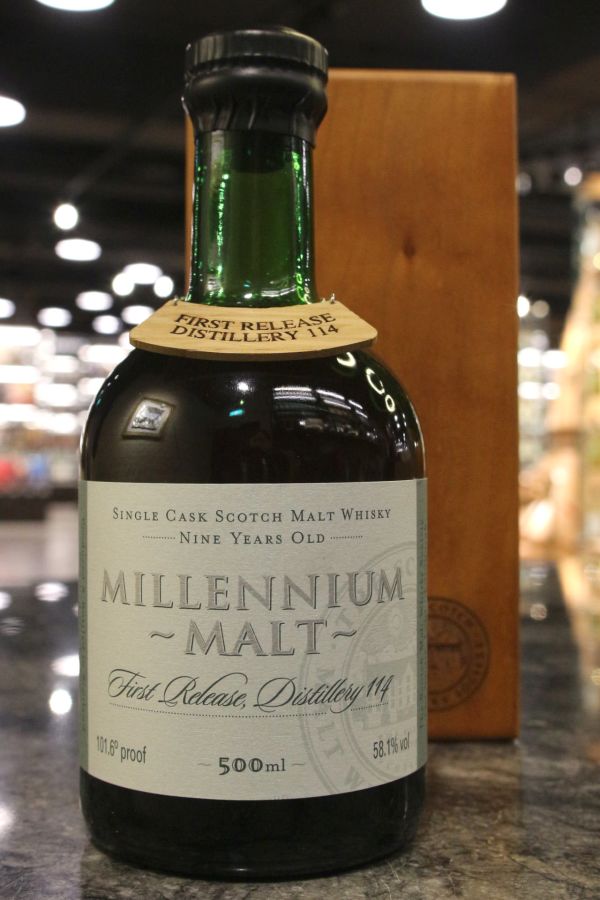 FIRST RELEASE
DISTILLERY 114
SINGLE CASK SCOTCH MALT WHISKY
NINE YEARS OLD
MILLENNIUM
~MALT~
First Release, Distillery 114
101.6º proof
~500ml~
58.1% vol